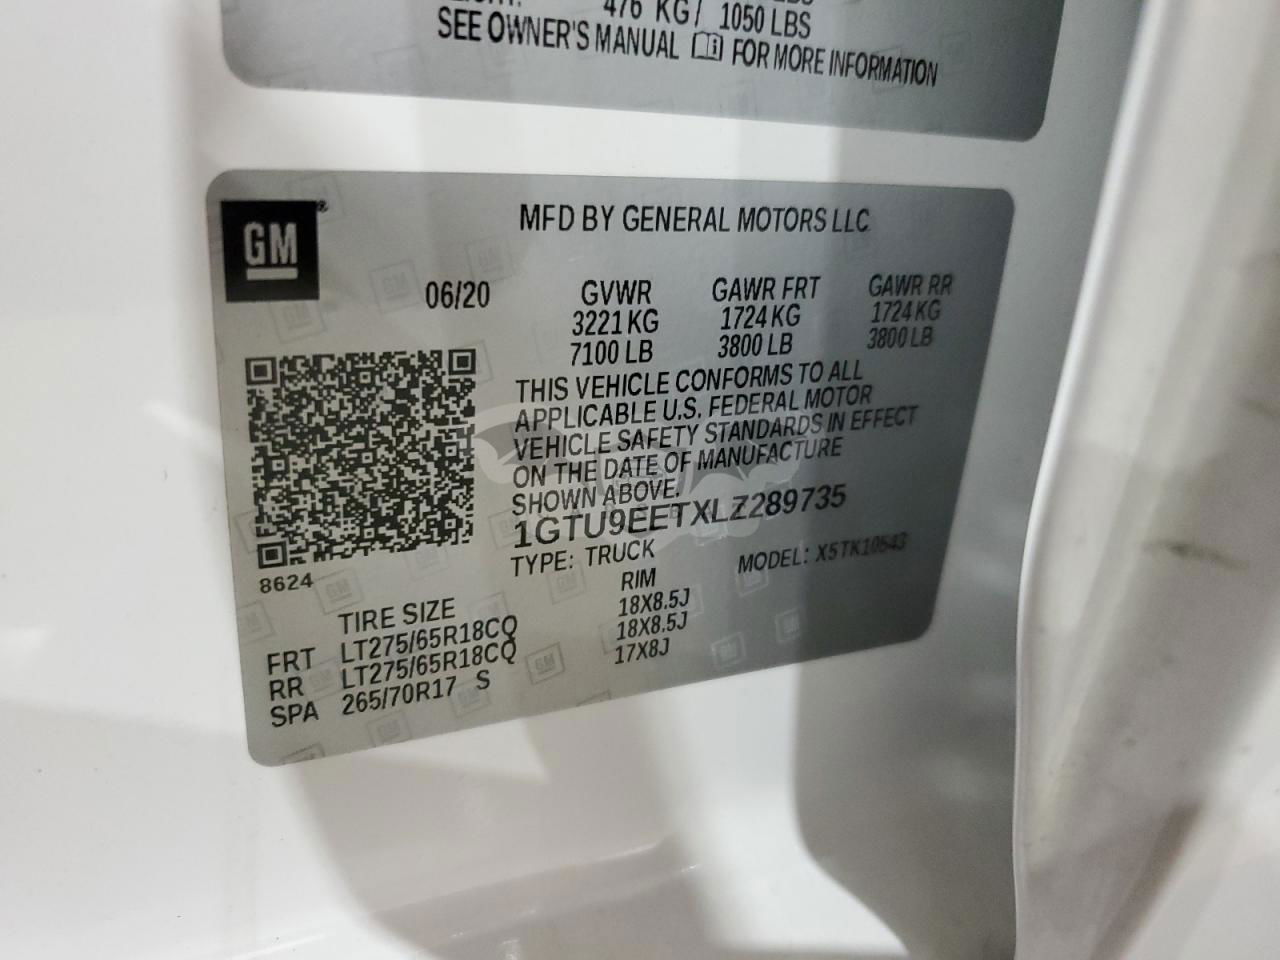 476 KG / 1050 LBS
SEE OWNER'S MANUAL FOR MORE INFORMATION
GM
MFD BY GENERAL MOTORS LLC
06/20
GVWR GAWR FRT GAWR RR
3221 KG 1724 KG 1724 KG
7100 LB 3800 LB 3800 LB
THIS VEHICLE CONFORMS TO ALL
APPLICABLE U.S. FEDERAL MOTOR
VEHICLE SAFETY STANDARDS IN EFFECT
ON THE DATE OF MANUFACTURE
SHOWN ABOVE.
1GTU9EETXLZ289735
TYPE: TRUCK MODEL: X5TK10543
8624
TIRE SIZE RIM
FRT LT275/65R18CQ 18X8.5J
RR LT275/65R18CQ 18X8.5J
SPA 265/70R17 S 17X8J